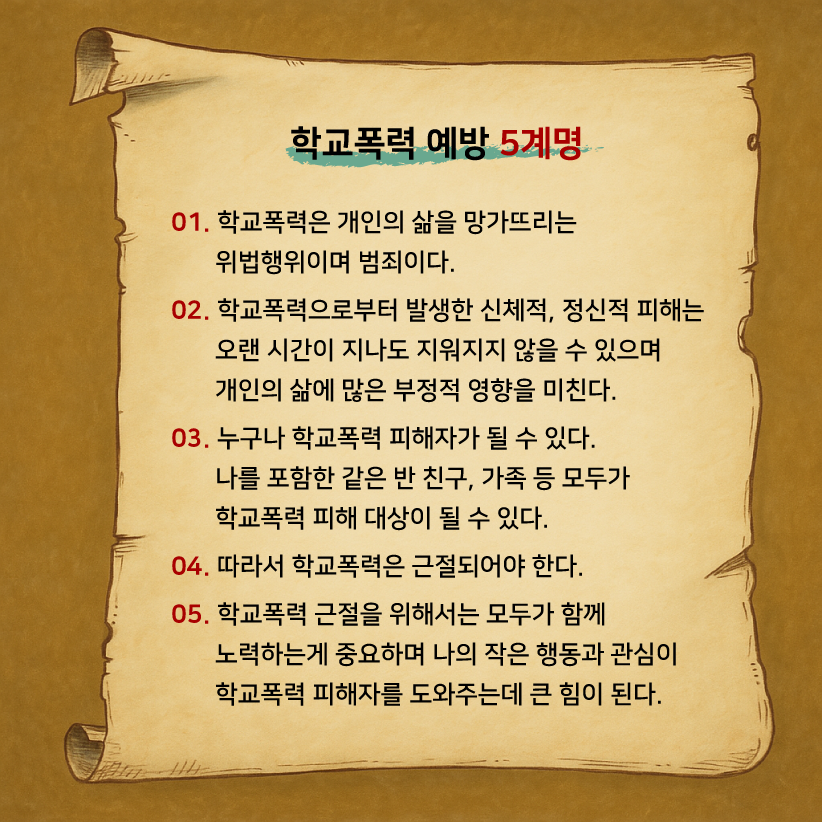 학교폭력 예방 5계명
01. 학교폭력은 개인의 삶을 망가뜨리는
위법행위이며 범죄이다.
02. 학교폭력으로부터 발생한 신체적, 정신적 피해는
오랜 시간이 지나도 지워지지 않을 수 있으며
개인의 삶에 많은 부정적 영향을 미친다.
03. 누구나 학교폭력 피해자가 될 수 있다.
나를 포함한 같은 반 친구, 가족 등 모두가
학교폭력 피해 대상이 될 수 있다.
04. 따라서 학교폭력은 근절되어야 한다.
05. 학교폭력 근절을 위해서는 모두가 함께
노력하는게 중요하며 나의 작은 행동과 관심이
학교폭력 피해자를 도와주는데 큰 힘이 된다.